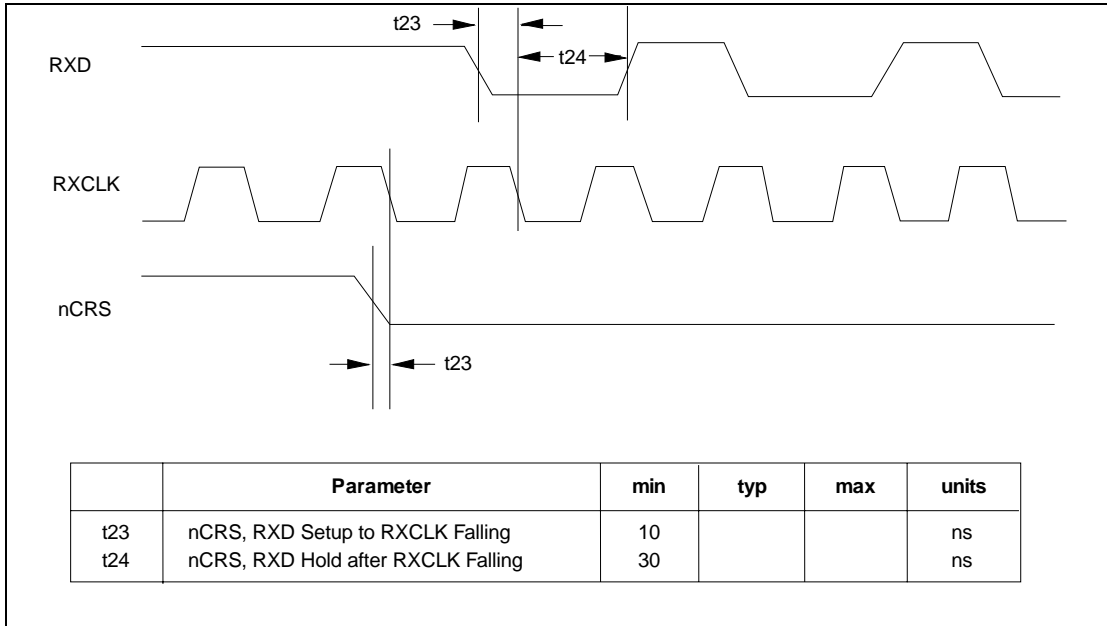 t23
t24
RXD
RXCLK
nCRS
t23
Parameter min typ max units
t23 nCRS, RXD Setup to RXCLK Falling 10 ns
t24 nCRS, RXD Hold after RXCLK Falling 30 ns